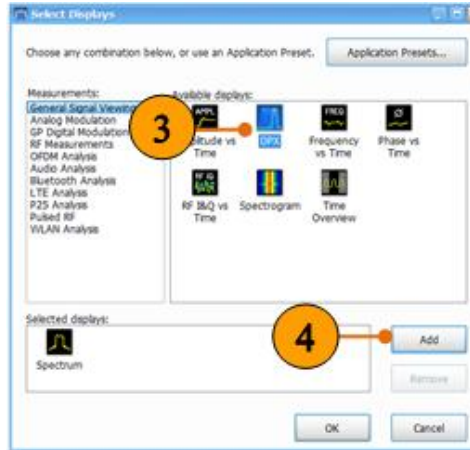 Select Displays
Choose any combination below, or use an Application Preset.
Application Presets...
Measurements:
General Signal Viewing
Analog Modulation
GP Digital Modulation
RF Measurements
OFDM Analysis
Audio Analysis
Bluetooth Analysis
LTE Analysis
P25 Analysis
Pulsed RF
WLAN Analysis
Available displays:
3
AMPL
FREQ
Ø
DPX
Frequency
vs Time
Phase vs
Time
vs
Time
RF IQ
RF I&Q vs
Time
Spectrogram
Time
Overview
Selected displays:
Spectrum
4
Add
Remove
OK
Cancel